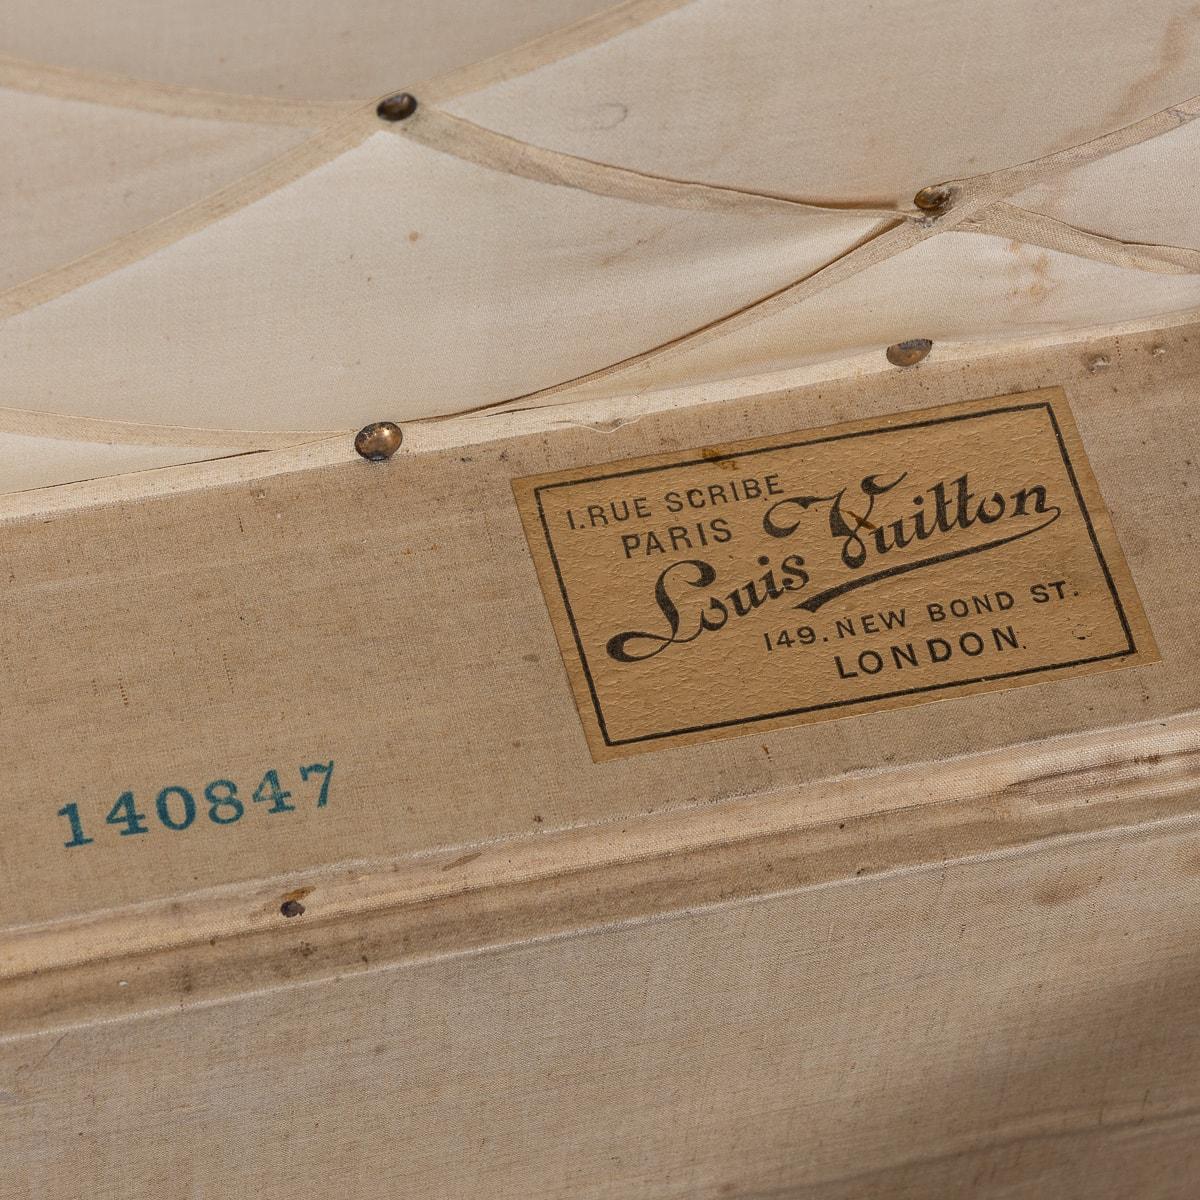 1. RUE SCRIBE
PARIS
Louis Vuitton
149. NEW BOND ST.
LONDON.
140847